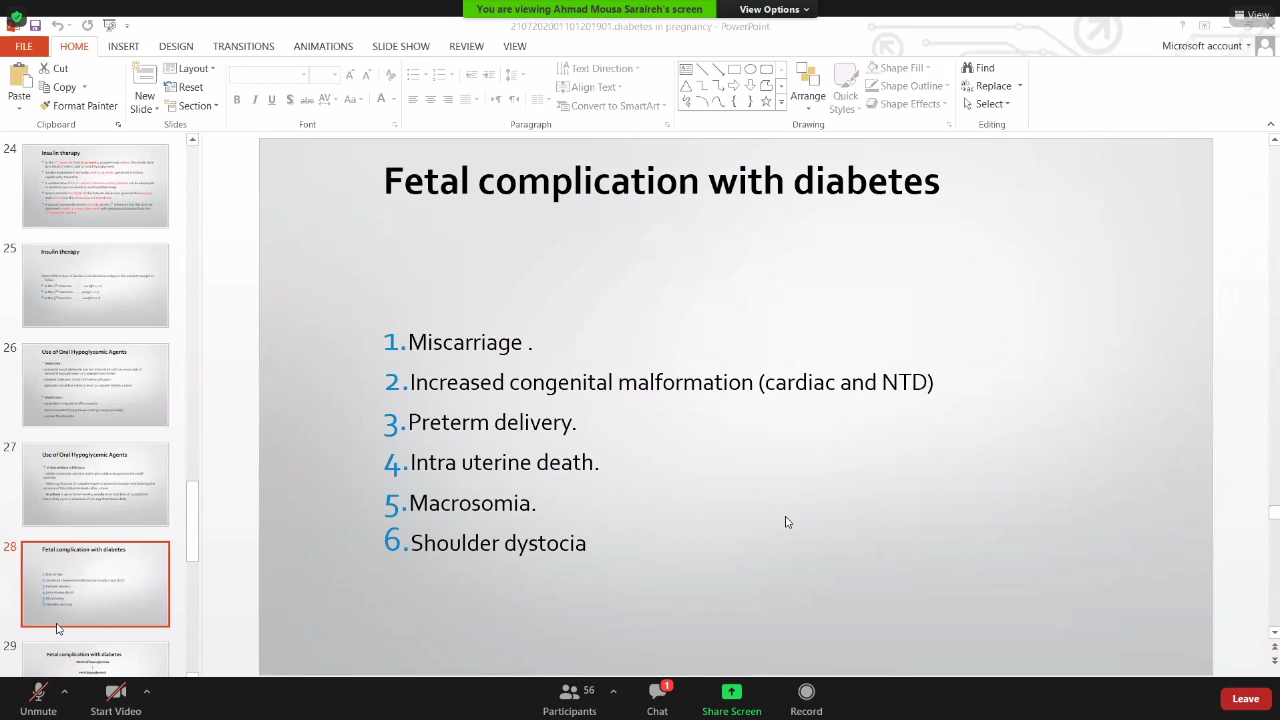 You are viewing Ahmad Mousa Saraireh's screen
View Options
View
2107202001201901.diabetes in pregnancy - PowerPoint
FILE
HOME
INSERT
DESIGN
TRANSITIONS
ANIMATIONS
SLIDE SHOW
REVIEW
VIEW
Microsoft account
Paste
Cut
Copy
Format Painter
Clipboard
New Slide
Layout
Reset
Section
Slides
Font
Text Direction
Align Text
Convert to SmartArt
Paragraph
Arrange
Quick Styles
Shape Fill
Shape Outline
Shape Effects
Drawing
Find
Replace
Select
Editing
24
Insulin therapy
25
Insulin therapy
26
Use of Oral Hypoglycemic Agents
27
Use of Oral Hypoglycemic Agents
28
Fetal complication with diabetes
29
Fetal complication with diabetes
Fetal complication with diabetes
1.Miscarriage .
2.Increased congenital malformation (cardiac and NTD)
3.Preterm delivery.
4.Intra uterine death.
5.Macrosomia.
6.Shoulder dystocia
Unmute
Start Video
56
Participants
1
Chat
Share Screen
Record
Leave